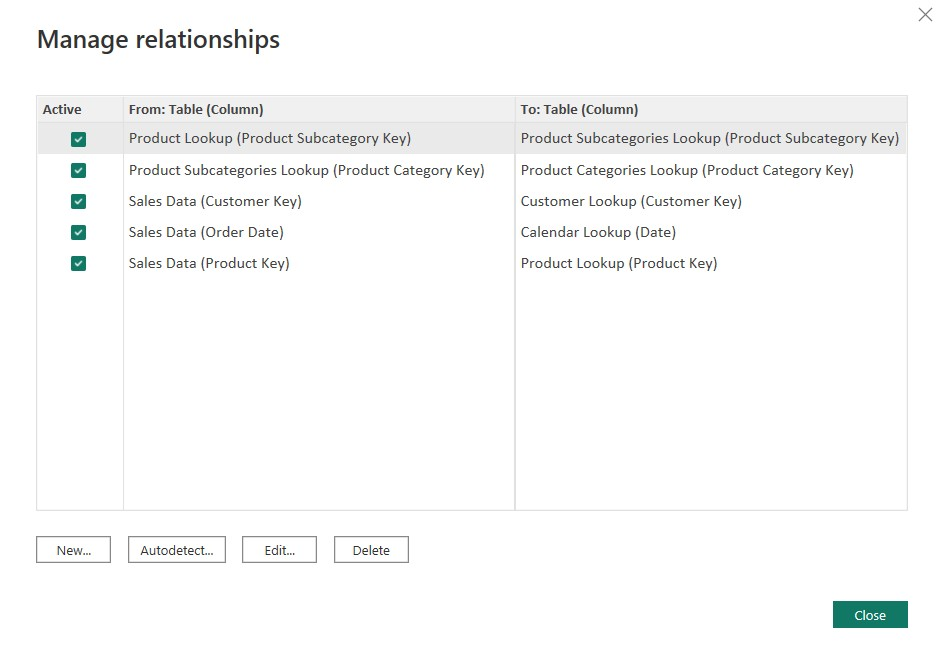 Manage relationships
Active From: Table (Column) To: Table (Column)
Product Lookup (Product Subcategory Key) Product Subcategories Lookup (Product Subcategory Key)
Product Subcategories Lookup (Product Category Key) Product Categories Lookup (Product Category Key)
Sales Data (Customer Key) Customer Lookup (Customer Key)
Sales Data (Order Date) Calendar Lookup (Date)
Sales Data (Product Key) Product Lookup (Product Key)
New... Autodetect... Edit... Delete
Close